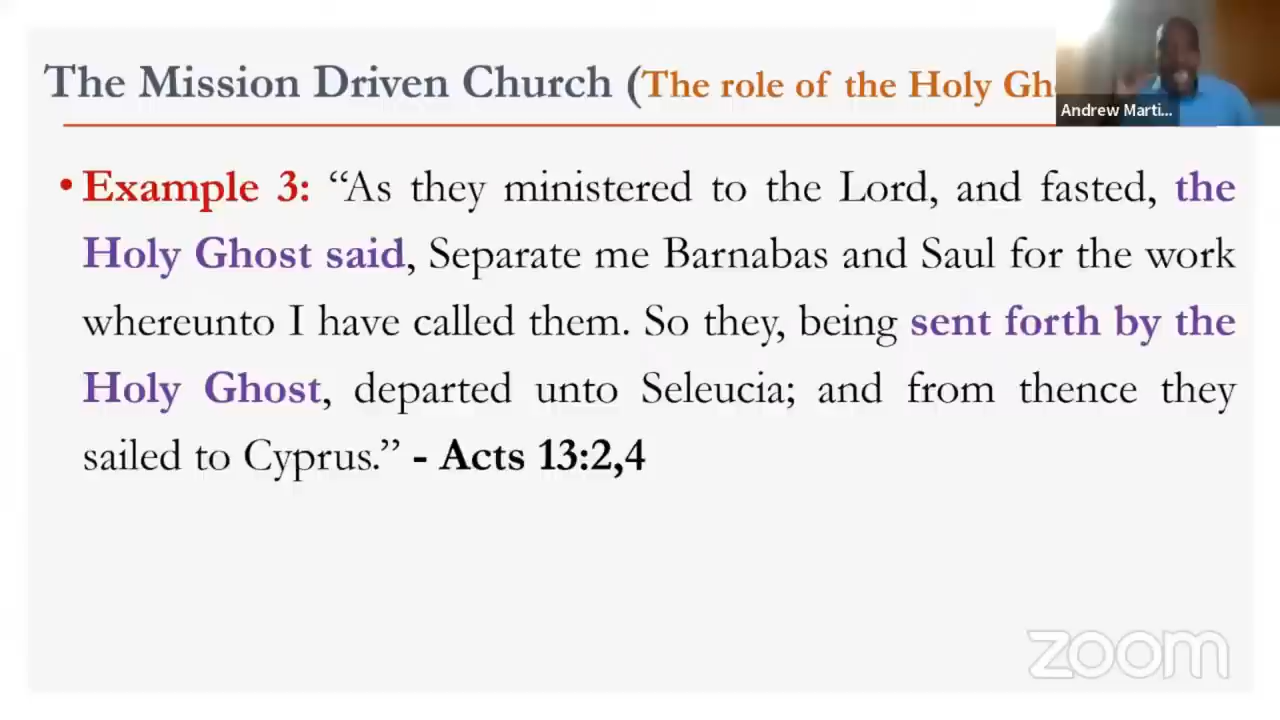 The Mission Driven Church (The role of the Holy Gh
Andrew Marti...
• Example 3: “As they ministered to the Lord, and fasted, the
Holy Ghost said, Separate me Barnabas and Saul for the work
whereunto I have called them. So they, being sent forth by the
Holy Ghost, departed unto Seleucia; and from thence they
sailed to Cyprus.” - Acts 13:2,4
zoom